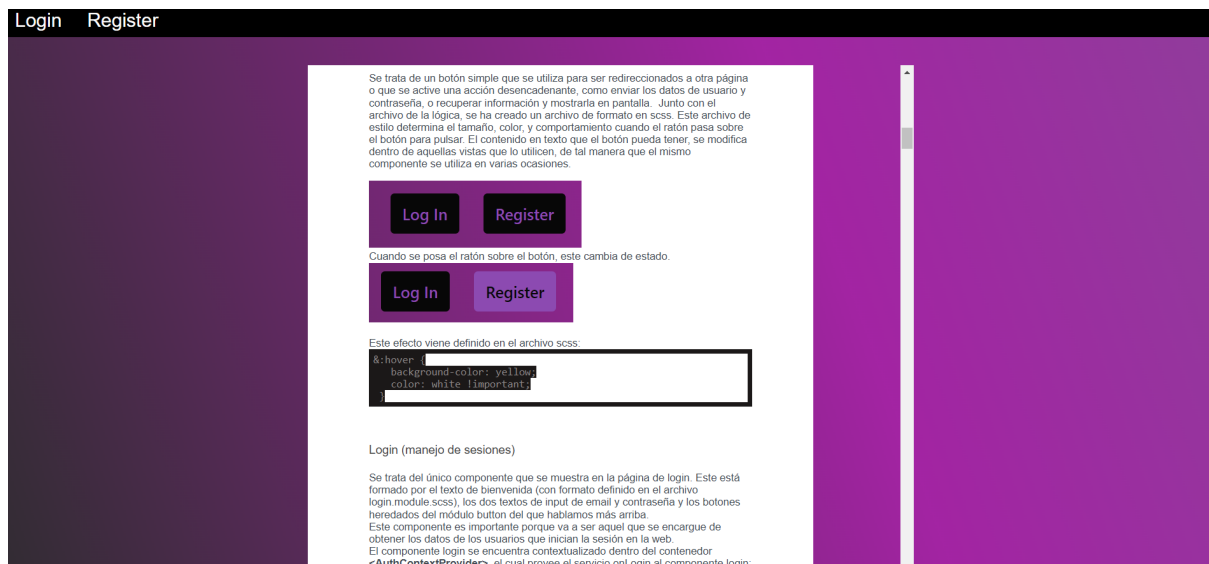 Login Register
Se trata de un botón simple que se utiliza para ser redireccionados a otra página
o que se active una acción desencadenante, como enviar los datos de usuario y
contraseña, o recuperar información y mostrarla en pantalla. Junto con el
archivo de la lógica, se ha creado un archivo de formato en scss. Este archivo de
estilo determina el tamaño, color, y comportamiento cuando el ratón pasa sobre
el botón para pulsar. El contenido en texto que el botón pueda tener, se modifica
dentro de aquellas vistas que lo utilicen, de tal manera que el mismo
componente se utiliza en varias ocasiones.
Log In Register
Cuando se posa el ratón sobre el botón, este cambia de estado.
Log In Register
Este efecto viene definido en el archivo scss:
&:hover {
background-color: yellow;
color: white !important;
}
Login (manejo de sesiones)
Se trata del único componente que se muestra en la página de login. Este está
formado por el texto de bienvenida (con formato definido en el archivo
login.module.scss), los dos textos de input de email y contraseña y los botones
heredados del módulo button del que hablamos más arriba.
Este componente es importante porque va a ser aquel que se encargue de
obtener los datos de los usuarios que inician la sesión en la web.
El componente login se encuentra contextualizado dentro del contenedor
<AuthContextProvider>, el cual provee el servicio onLogin al componente login: